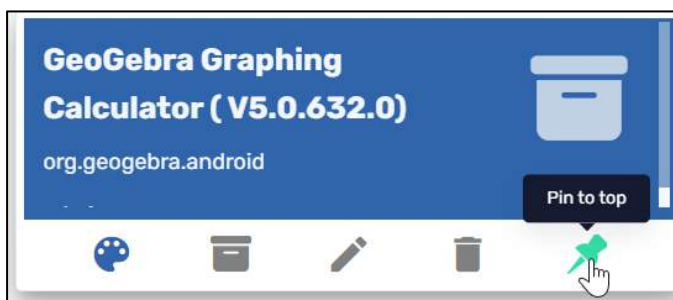 GeoGebra Graphing
Calculator ( V5.0.632.0)
org.geogebra.android
Pin to top